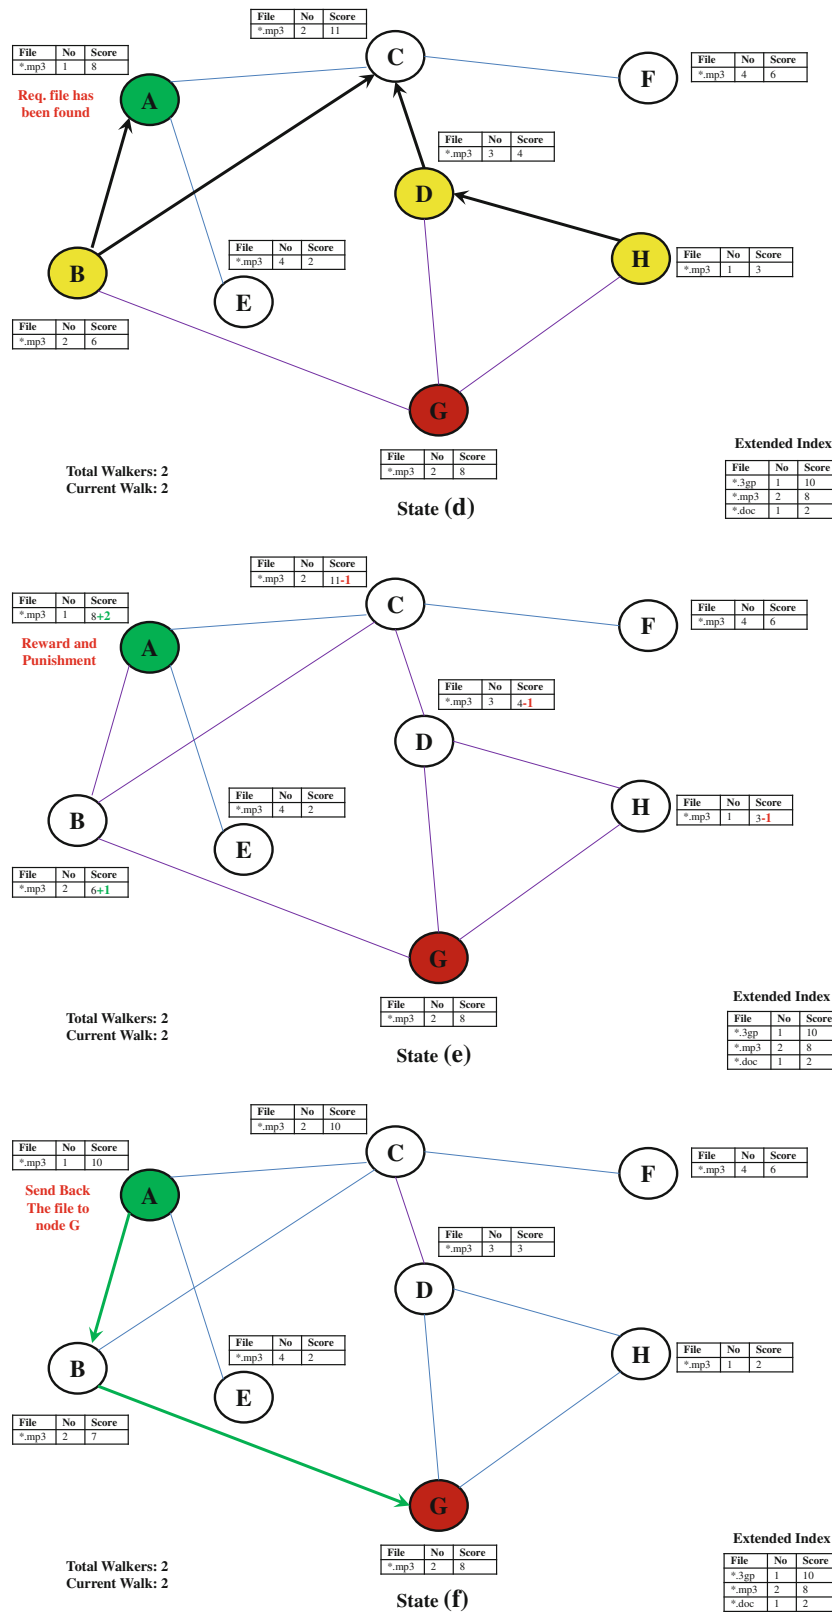 File No Score
*.mp3 2 11
C
File No Score
*.mp3 1 8
A
F
File No Score
*.mp3 4 6
Req. file has
been found
File No Score
*.mp3 3 4
D
File No Score
*.mp3 4 2
B
E
H
File No Score
*.mp3 1 3
File No Score
*.mp3 2 6
G
File No Score
*.mp3 2 8
Total Walkers: 2
Current Walk: 2
State (d)
Extended Index
File No Score
*.3gp 1 10
*.mp3 2 8
*.doc 1 2
File No Score
*.mp3 2 11-1
C
File No Score
*.mp3 1 8+2
A
F
File No Score
*.mp3 4 6
Reward and
Punishment
File No Score
*.mp3 3 4-1
D
File No Score
*.mp3 4 2
B
E
H
File No Score
*.mp3 1 3-1
File No Score
*.mp3 2 6+1
G
File No Score
*.mp3 2 8
Total Walkers: 2
Current Walk: 2
State (e)
Extended Index
File No Score
*.3gp 1 10
*.mp3 2 8
*.doc 1 2
File No Score
*.mp3 2 10
C
File No Score
*.mp3 1 10
A
F
File No Score
*.mp3 4 6
Send Back
The file to
node G
File No Score
*.mp3 3 3
D
File No Score
*.mp3 4 2
B
E
H
File No Score
*.mp3 1 2
File No Score
*.mp3 2 7
G
File No Score
*.mp3 2 8
Total Walkers: 2
Current Walk: 2
State (f)
Extended Index
File No Score
*.3gp 1 10
*.mp3 2 8
*.doc 1 2